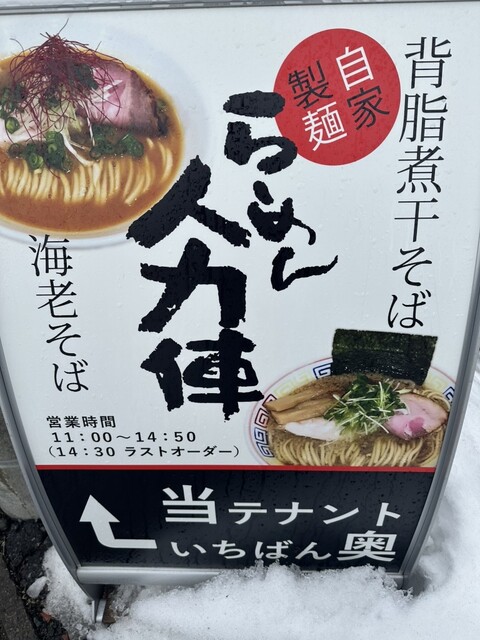 背脂煮干そば
自家
製麺
らぁめん
人力俥
海老そば
営業時間
11:00～14:50
(14:30 ラストオーダー)
当テナント
いちばん奥